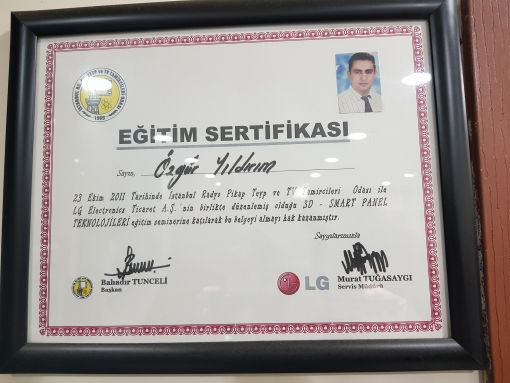 EĞİTİM SERTİFİKASI
Sayın, Özgür Yıldırım
23 Ekim 2011 Tarihinde İstanbul Radyo Pikap Teyp ve TV Tamircileri Odası ile
LG Electronics Ticaret A.Ş.'nin birlikte düzenlemiş olduğu 3D - SMART PANEL
TEKNOLOJİLERİ eğitim seminerine katılarak bu belgeyi almayı hak kazanmıştır.
Saygılarımızla
Bahadır TUNCELİ
Başkan
LG
Murat TUĞASAYGI
Servis Müdürü